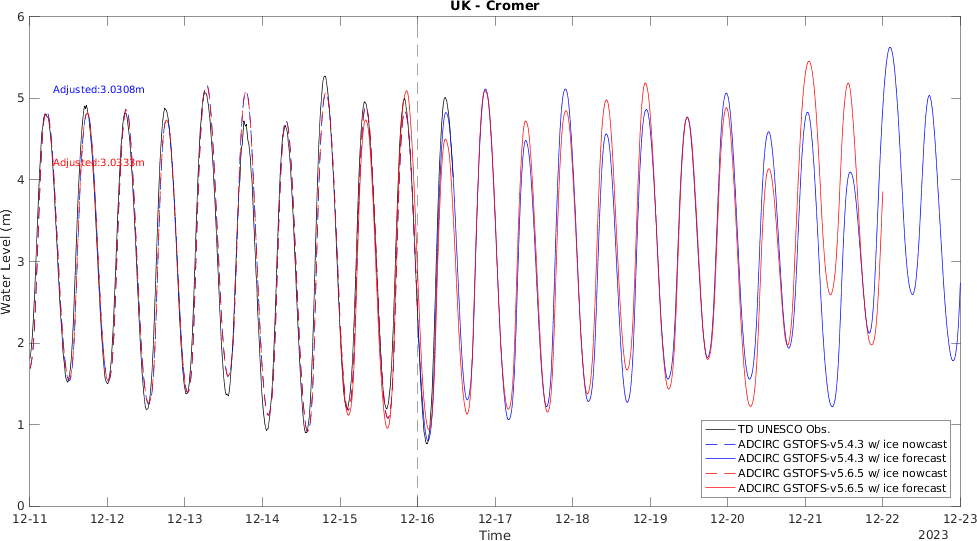 UK - Cromer
6
5
4
3
2
1
0
Water Level (m)
Adjusted:3.0308m
Adjusted:3.0333m
TD UNESCO Obs.
ADCIRC GSTOFS-v5.4.3 w/ ice nowcast
ADCIRC GSTOFS-v5.4.3 w/ ice forecast
ADCIRC GSTOFS-v5.6.5 w/ ice nowcast
ADCIRC GSTOFS-v5.6.5 w/ ice forecast
12-11 12-12 12-13 12-14 12-15 12-16 12-17 12-18 12-19 12-20 12-21 12-22 12-23
Time
2023